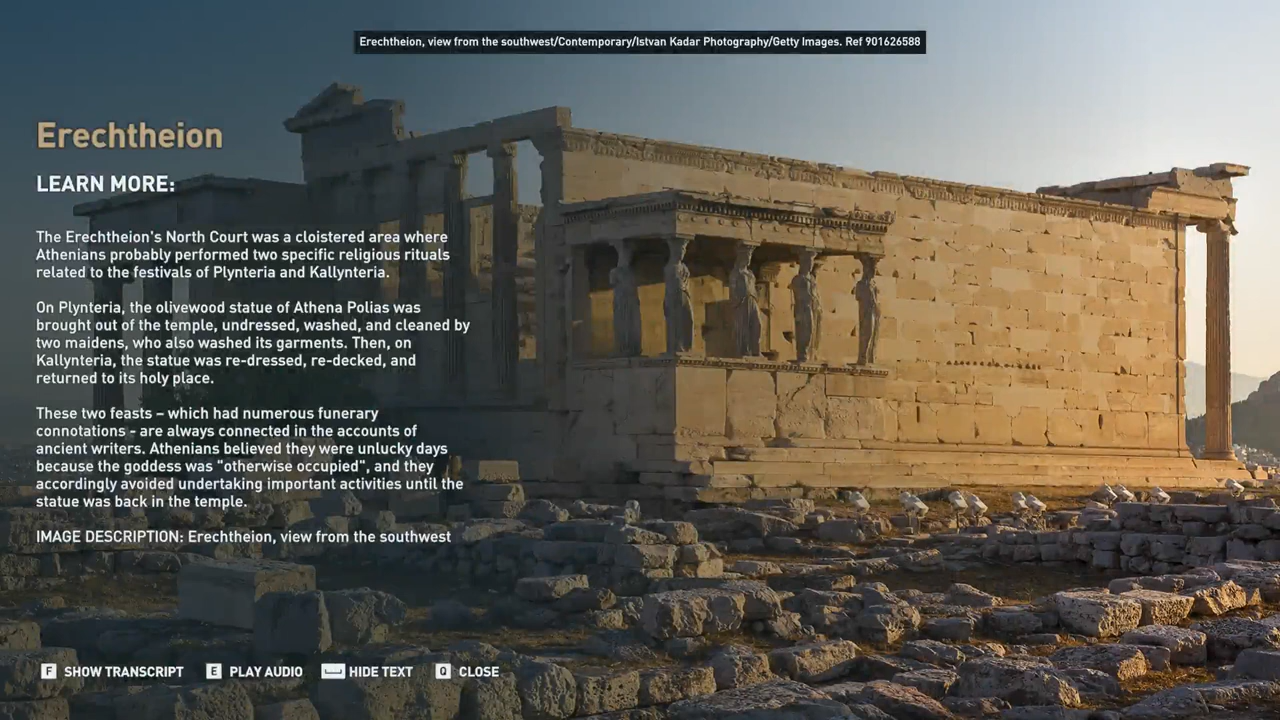 Erechtheion, view from the southwest/Contemporary/Istvan Kadar Photography/Getty Images. Ref 901626588
Erechtheion
LEARN MORE:
The Erechtheion's North Court was a cloistered area where
Athenians probably performed two specific religious rituals
related to the festivals of Plynteria and Kallynteria.
On Plynteria, the olivewood statue of Athena Polias was
brought out of the temple, undressed, washed, and cleaned by
two maidens, who also washed its garments. Then, on
Kallynteria, the statue was re-dressed, re-decked, and
returned to its holy place.
These two feasts – which had numerous funerary
connotations - are always connected in the accounts of
ancient writers. Athenians believed they were unlucky days
because the goddess was "otherwise occupied", and they
accordingly avoided undertaking important activities until the
statue was back in the temple.
IMAGE DESCRIPTION: Erechtheion, view from the southwest
F SHOW TRANSCRIPT E PLAY AUDIO HIDE TEXT Q CLOSE